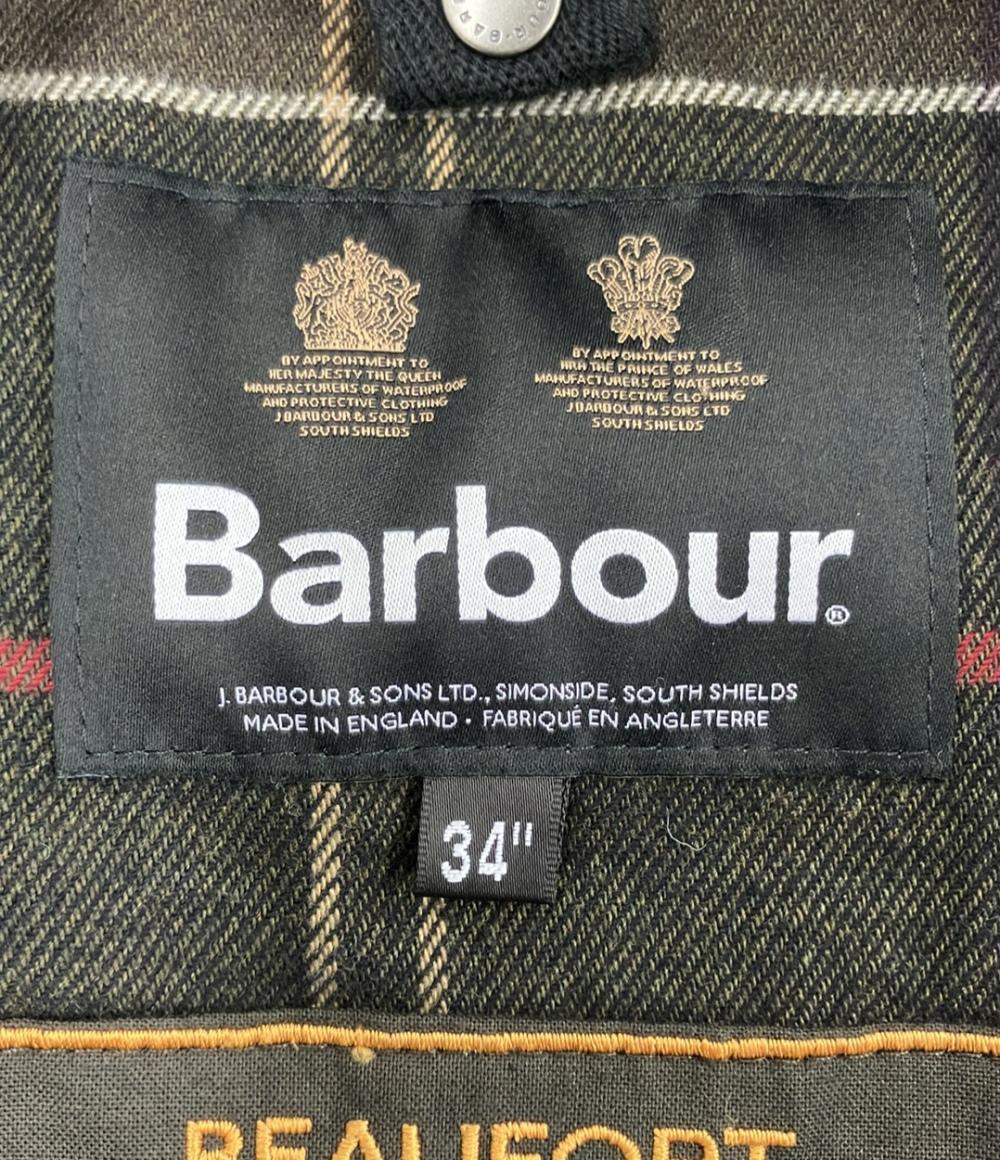 BY APPOINTMENT TO
HER MAJESTY THE QUEEN
MANUFACTURERS OF WATERPROOF
AND PROTECTIVE CLOTHING
J BARBOUR & SONS LTD
SOUTH SHIELDS
BY APPOINTMENT TO
HRH THE PRINCE OF WALES
MANUFACTURERS OF WATERPROOF
AND PROTECTIVE CLOTHING
J BARBOUR & SONS LTD
SOUTH SHIELDS
Barbour®
J. BARBOUR & SONS LTD., SIMONSIDE, SOUTH SHIELDS
MADE IN ENGLAND · FABRIQUÉ EN ANGLETERRE
34"
BEAUFORT